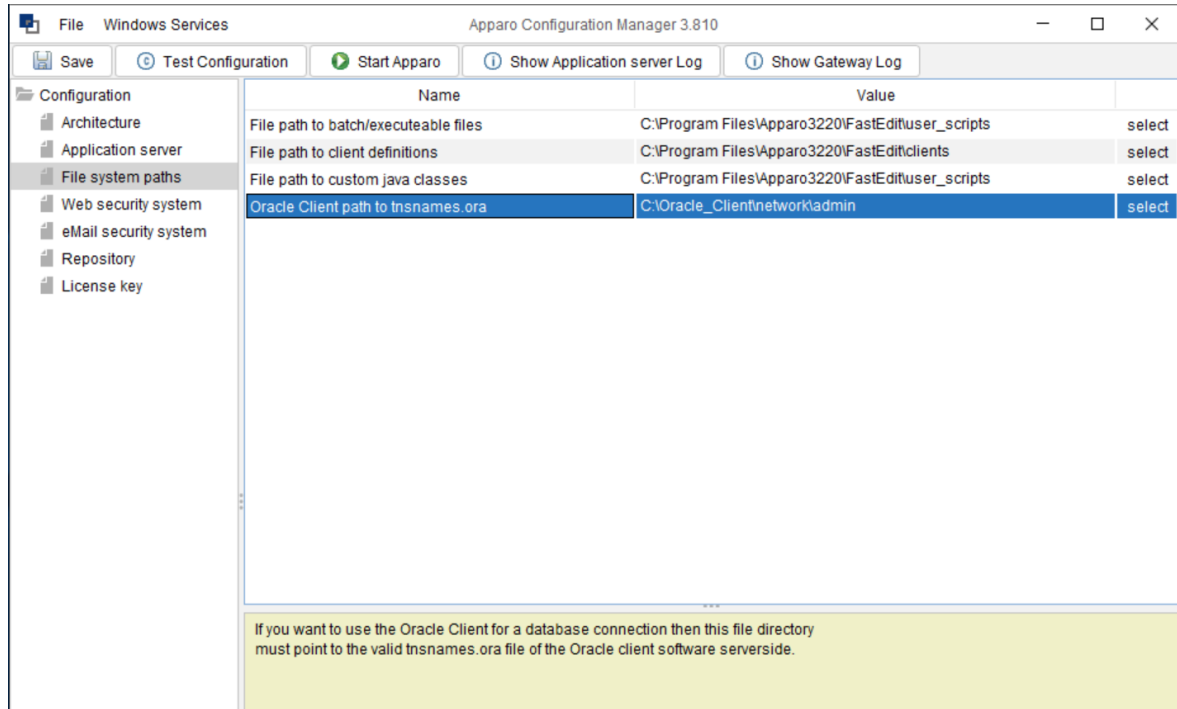 File Windows Services Apparo Configuration Manager 3.810
Save Test Configuration Start Apparo Show Application server Log Show Gateway Log
Configuration
Architecture
Application server
File system paths
Web security system
eMail security system
Repository
License key
Name Value
File path to batch/executeable files C:\Program Files\Apparo3220\FastEdit\user_scripts select
File path to client definitions C:\Program Files\Apparo3220\FastEdit\clients select
File path to custom java classes C:\Program Files\Apparo3220\FastEdit\user_scripts select
Oracle Client path to tnsnames.ora C:\Oracle_Client\network\admin select
If you want to use the Oracle Client for a database connection then this file directory
must point to the valid tnsnames.ora file of the Oracle client software serverside.